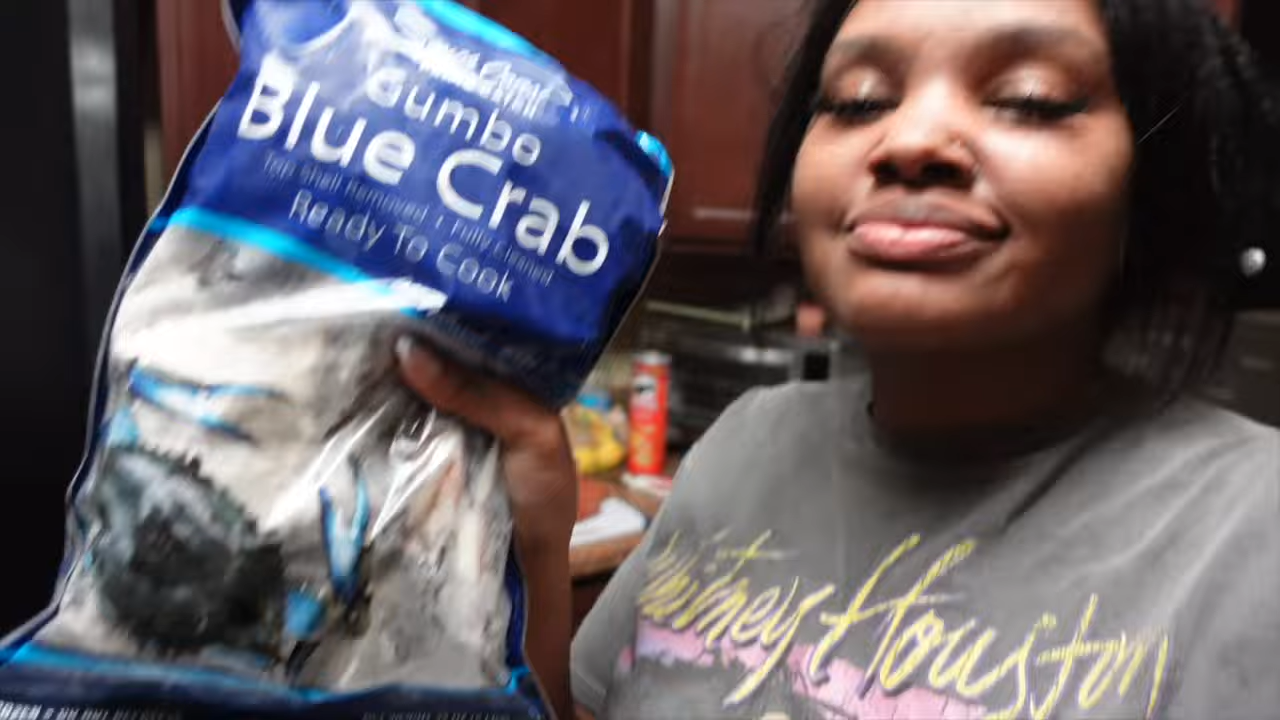 Gumbo
Blue Crab
Top Shell Removed • Fully Cleaned
Ready To Cook
Whitney Houston